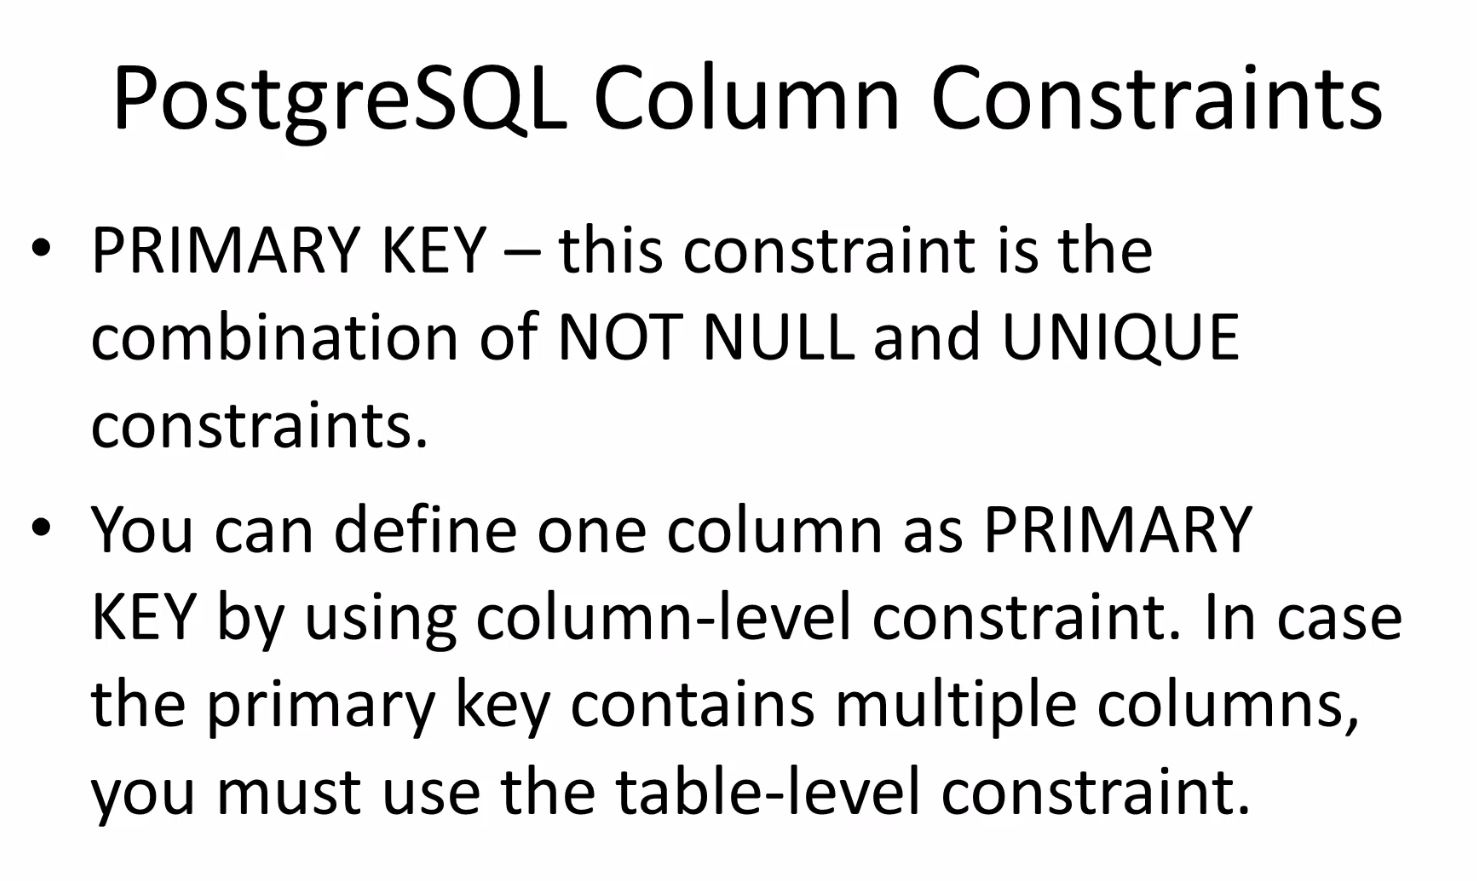 PostgreSQL Column Constraints
• PRIMARY KEY – this constraint is the
combination of NOT NULL and UNIQUE
constraints.
• You can define one column as PRIMARY
KEY by using column-level constraint. In case
the primary key contains multiple columns,
you must use the table-level constraint.